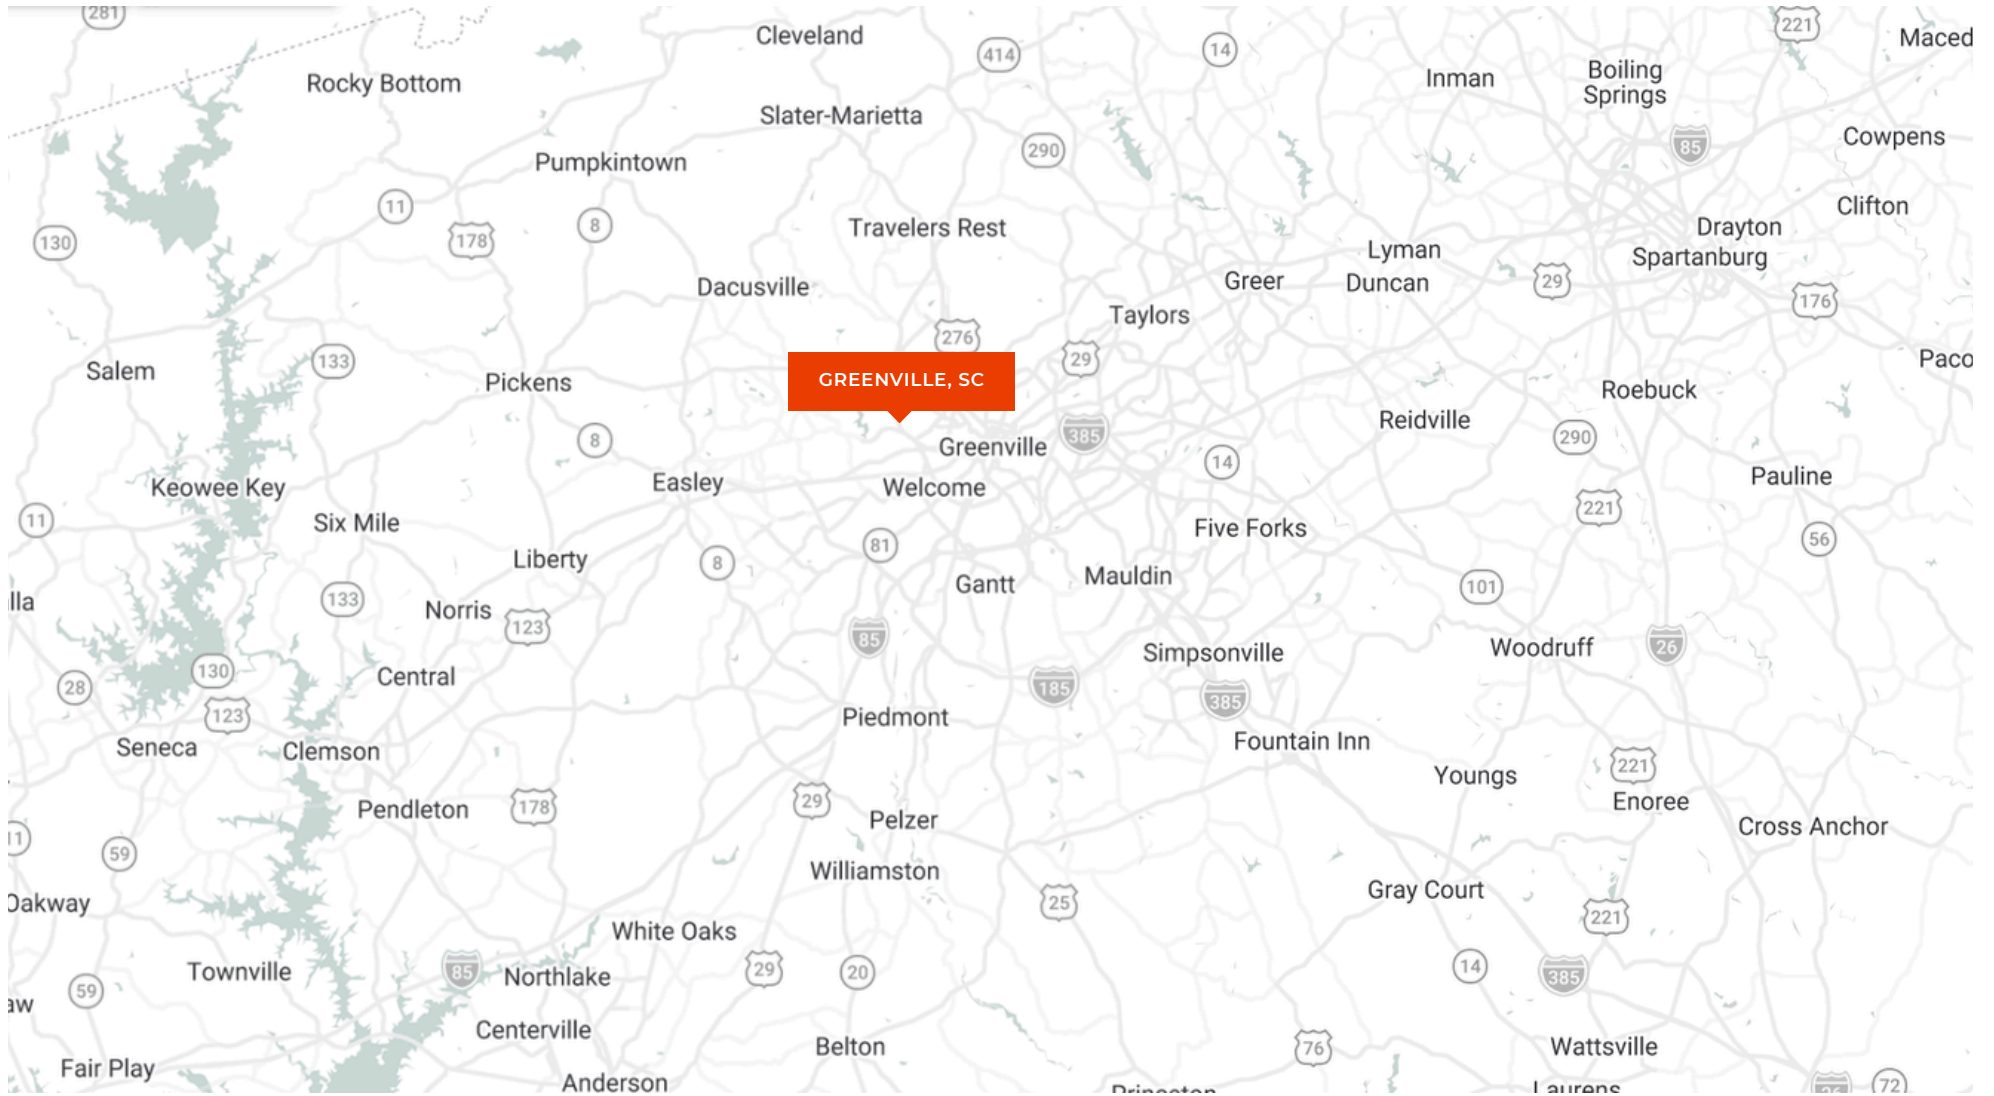 281
Cleveland
414
14
221
Maced
Rocky Bottom
Inman
Boiling
Springs
Slater-Marietta
Cowpens
290
85
Pumpkintown
11
8
Clifton
130
178
Travelers Rest
Drayton
Lyman
Spartanburg
Dacusville
Greer
Duncan
29
176
Taylors
276
133
29
Salem
Paco
Pickens
GREENVILLE, SC
Roebuck
Reidville
8
385
290
Greenville
14
Pauline
Keowee Key
Easley
Welcome
221
11
Six Mile
Five Forks
56
Liberty
8
81
Gantt
Mauldin
101
lla
133
Norris
123
85
Simpsonville
Woodruff
26
130
28
Central
185
385
123
Piedmont
Seneca
Clemson
Fountain Inn
221
Youngs
Pendleton
178
29
Enoree
Pelzer
Cross Anchor
11
59
Williamston
Gray Court
Oakway
25
221
White Oaks
Townville
85
Northlake
29
20
14
385
59
aw
Centerville
Belton
76
Wattsville
Fair Play
Anderson
Princeton
Laurens
26
72